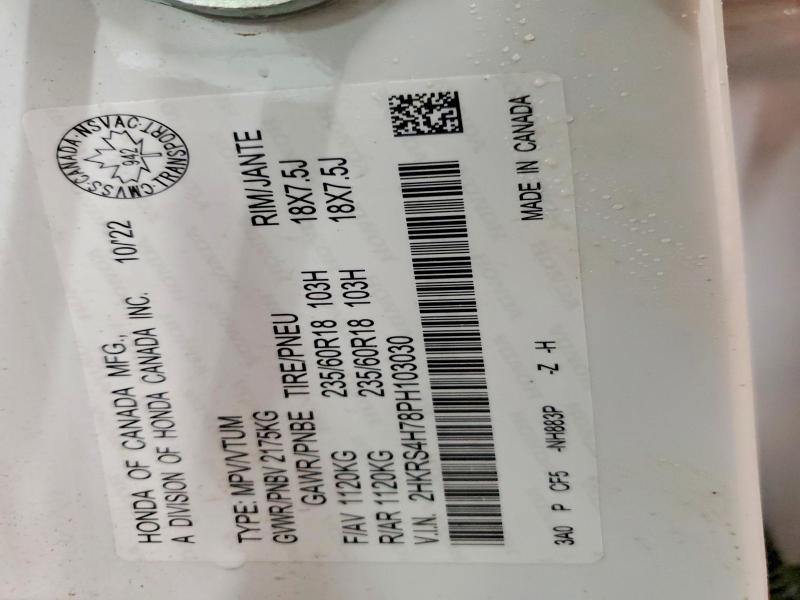 HONDA OF CANADA MFG.,
A DIVISION OF HONDA CANADA INC. 10/'22
CMVSS·CANADA·NSVAC·TRANSPORT
942
TYPE: MPV/VTUM
GVWR/PNBV 2175KG
GAWR/PNBE TIRE/PNEU RIM/JANTE
F/AV 1120KG 235/60R18 103H 18X7.5J
R/AR 1120KG 235/60R18 103H 18X7.5J
V.I.N. 2HKRS4H78PH103030
3A0 P CF5 -NH883P -Z -H MADE IN CANADA